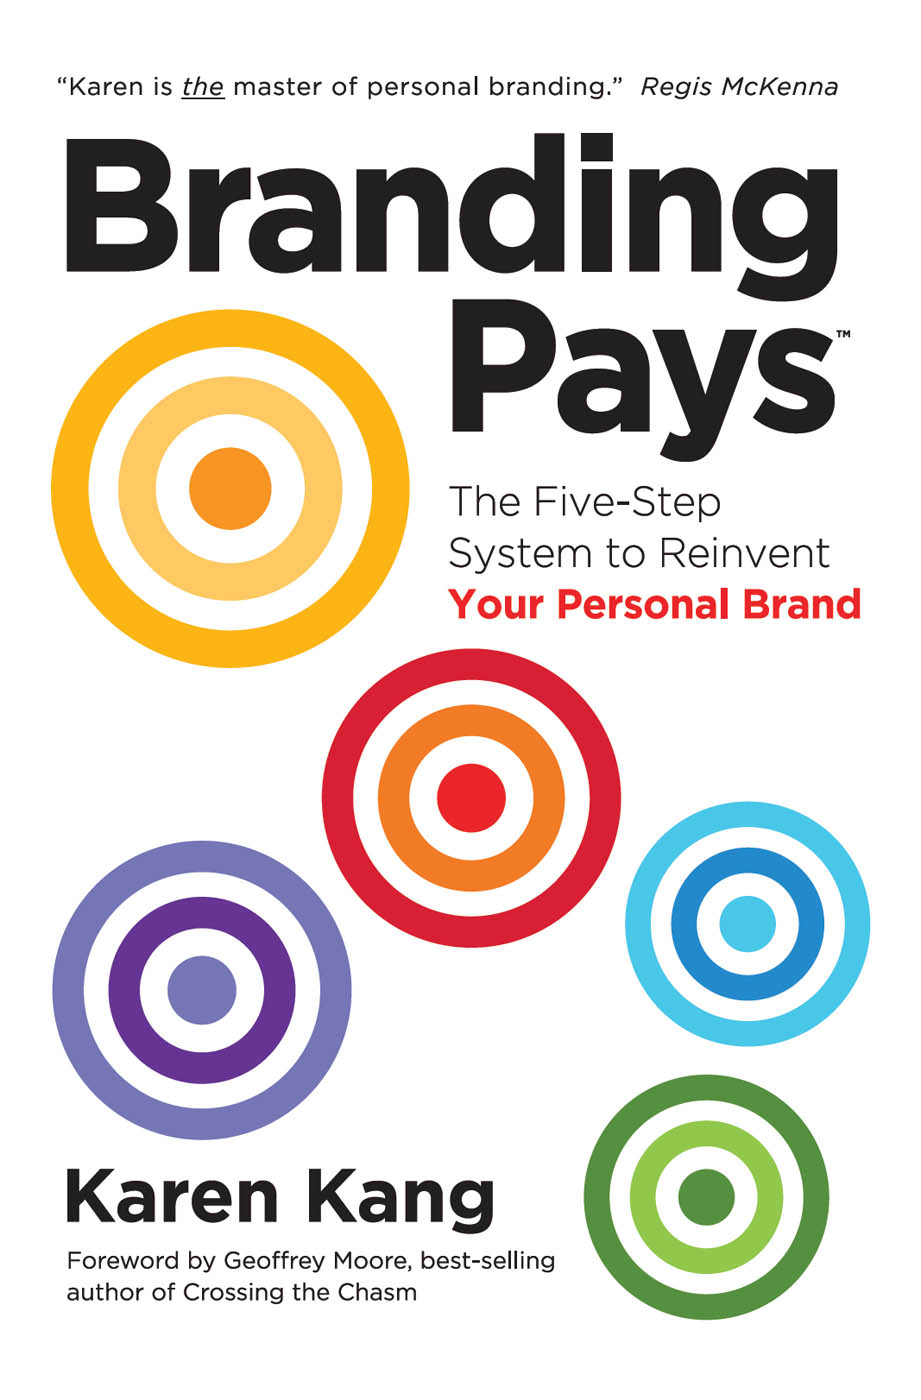 “Karen is the master of personal branding.” Regis McKenna
Branding
Pays™
The Five-Step
System to Reinvent
Your Personal Brand
Karen Kang
Foreword by Geoffrey Moore, best-selling
author of Crossing the Chasm